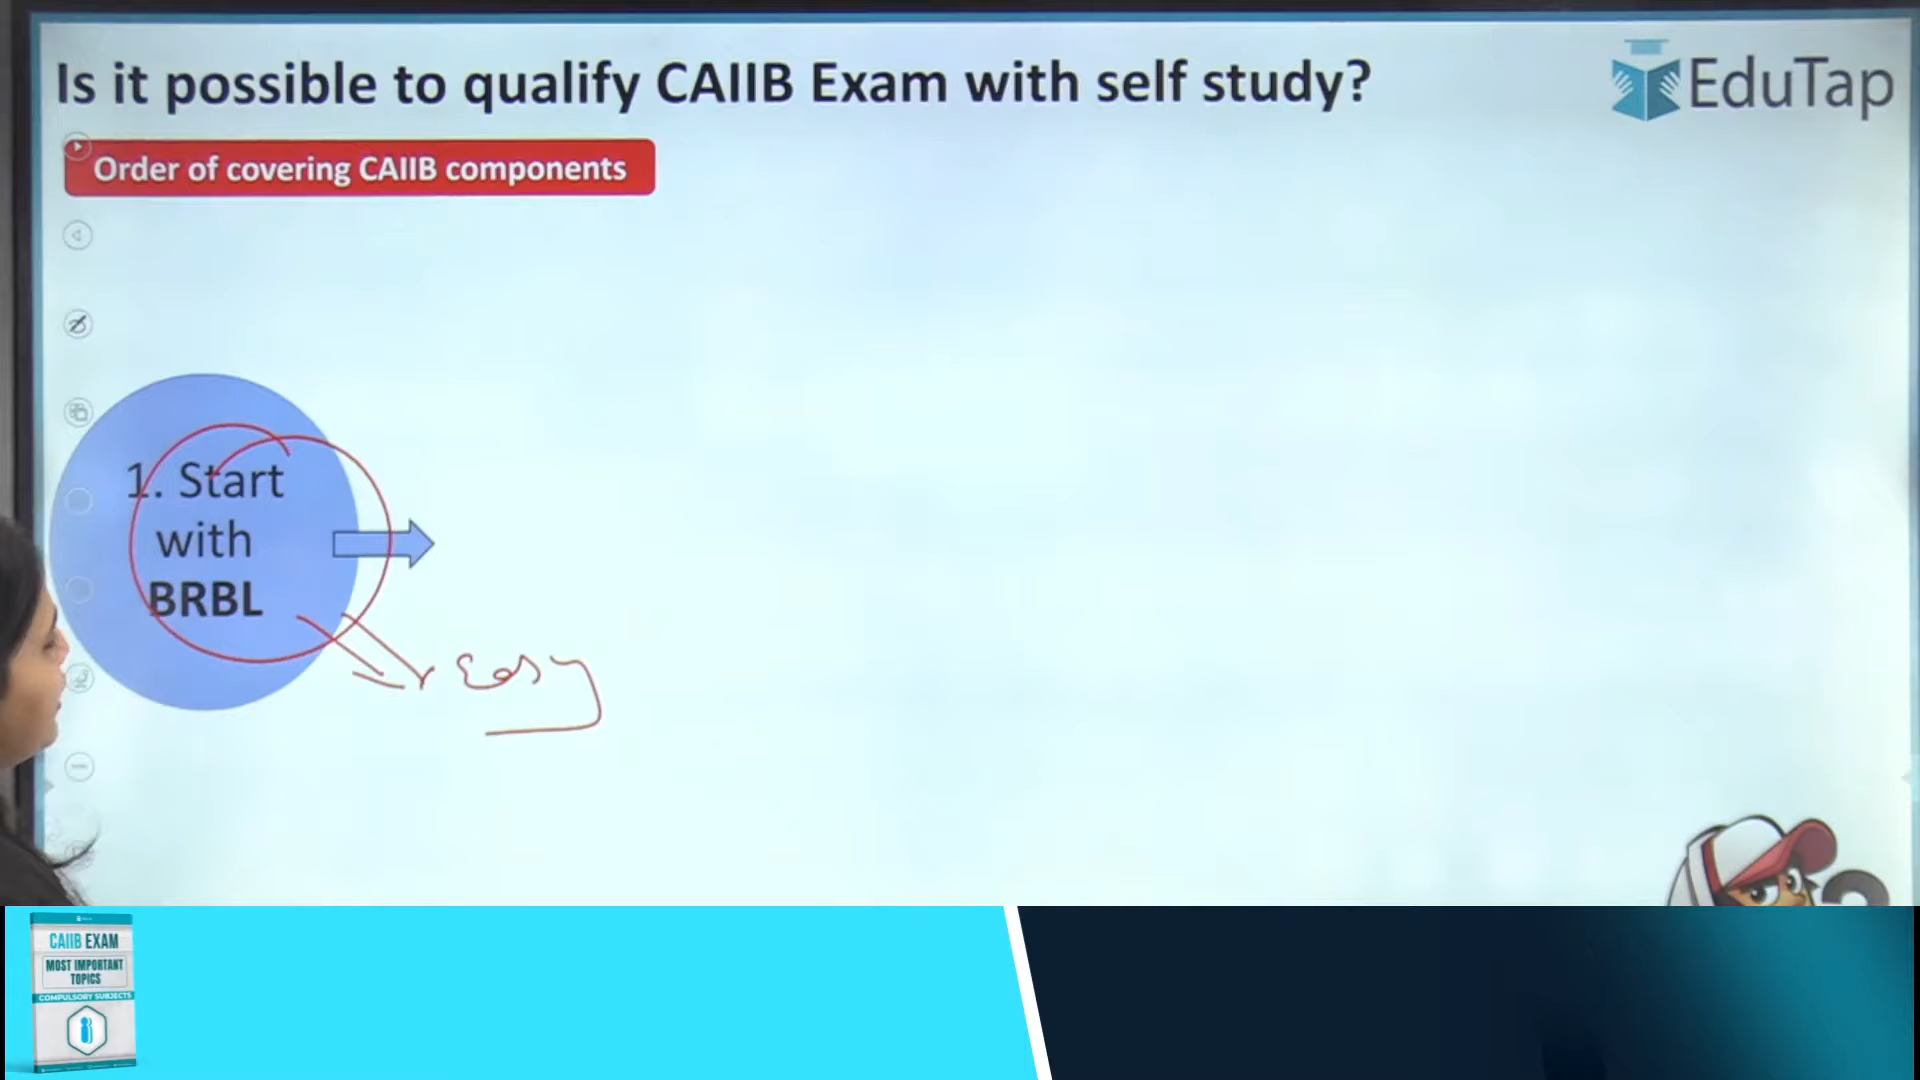 Is it possible to qualify CAIIB Exam with self study?
EduTap
Order of covering CAIIB components
1. Start
with
BRBL
Easy
CAIIB EXAM
MOST IMPORTANT
TOPICS
COMPULSORY SUBJECTS